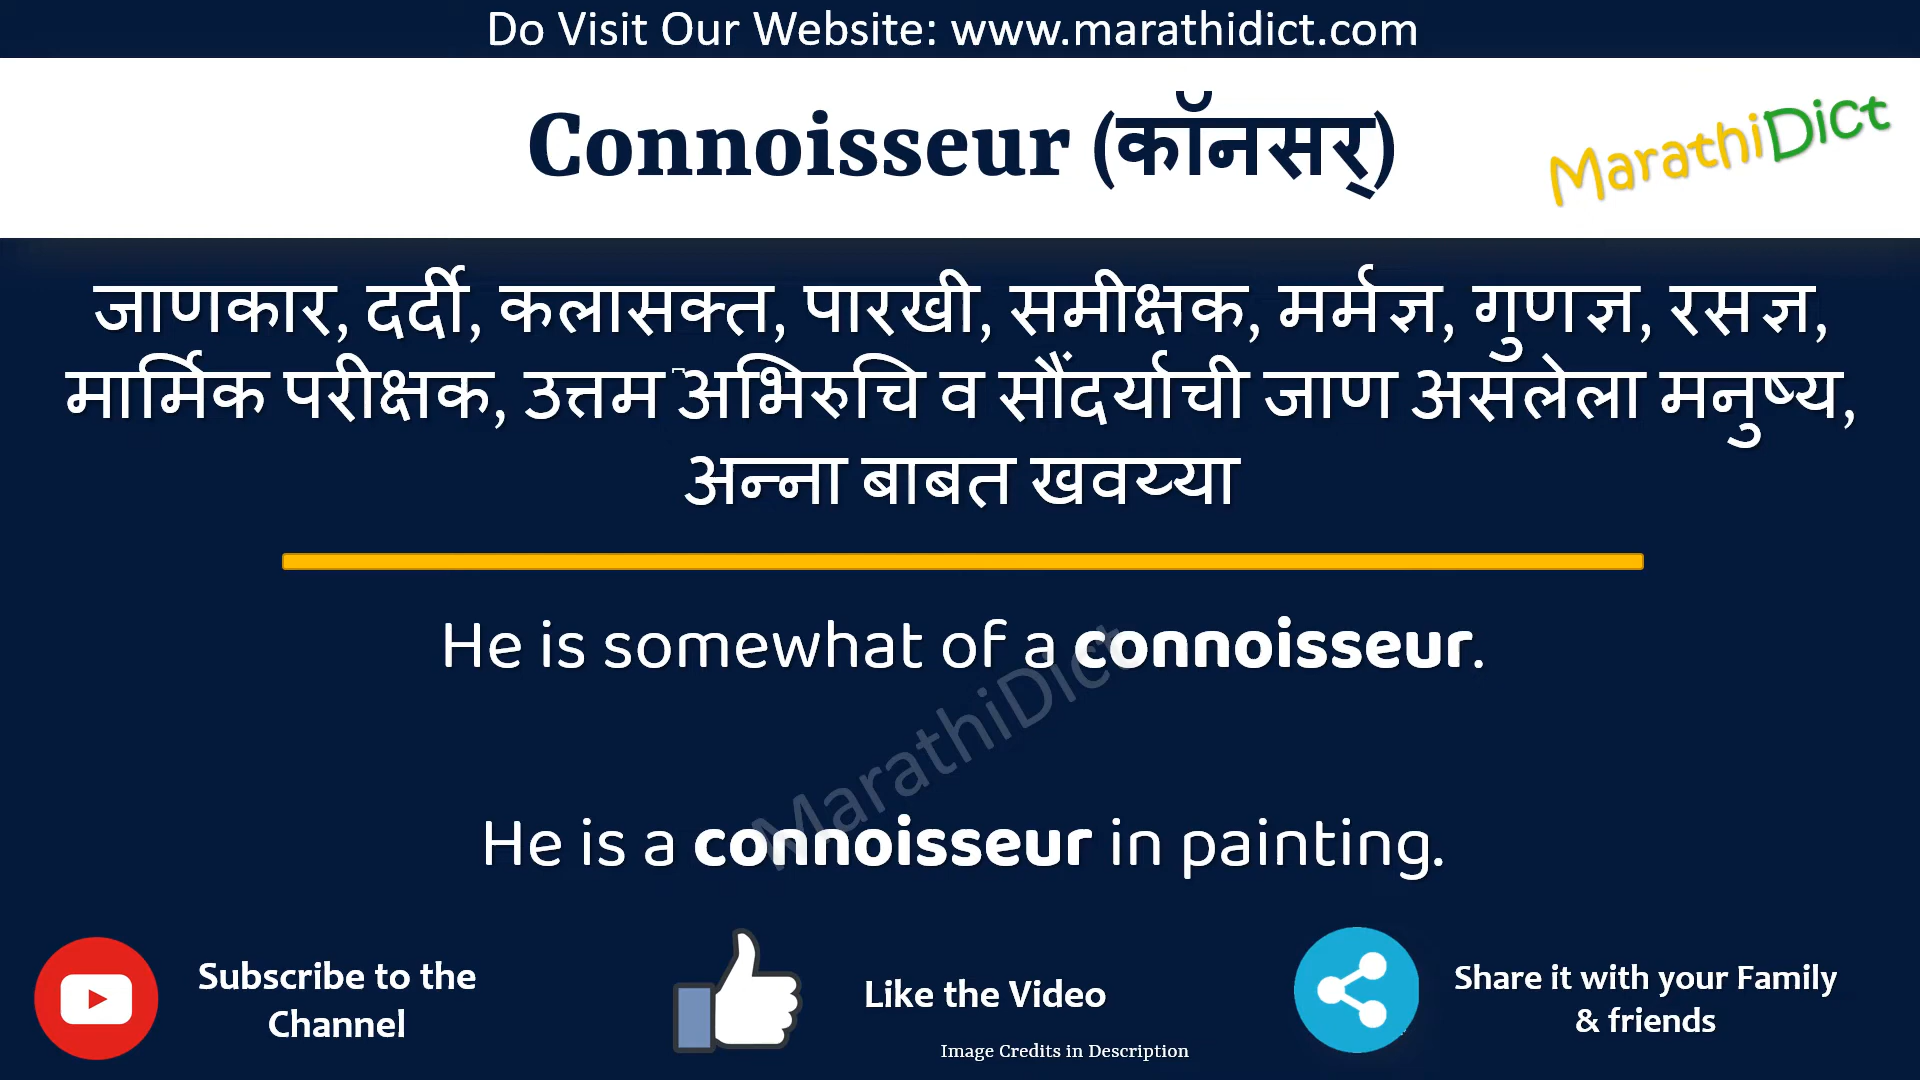 Do Visit Our Website: www.marathidict.com
Connoisseur (कॉनसर्)
MarathiDict
जाणकार, दर्दी, कलासक्त, पारखी, समीक्षक, मर्मज्ञ, गुणज्ञ, रसज्ञ,
मार्मिक परीक्षक, उत्तम अभिरुचि व सौंदर्याची जाण असलेला मनुष्य,
अन्ना बाबत खवय्या
He is somewhat of a connoisseur.
MarathiDict
He is a connoisseur in painting.
Subscribe to the
Channel
Like the Video
Share it with your Family
& friends
Image Credits in Description